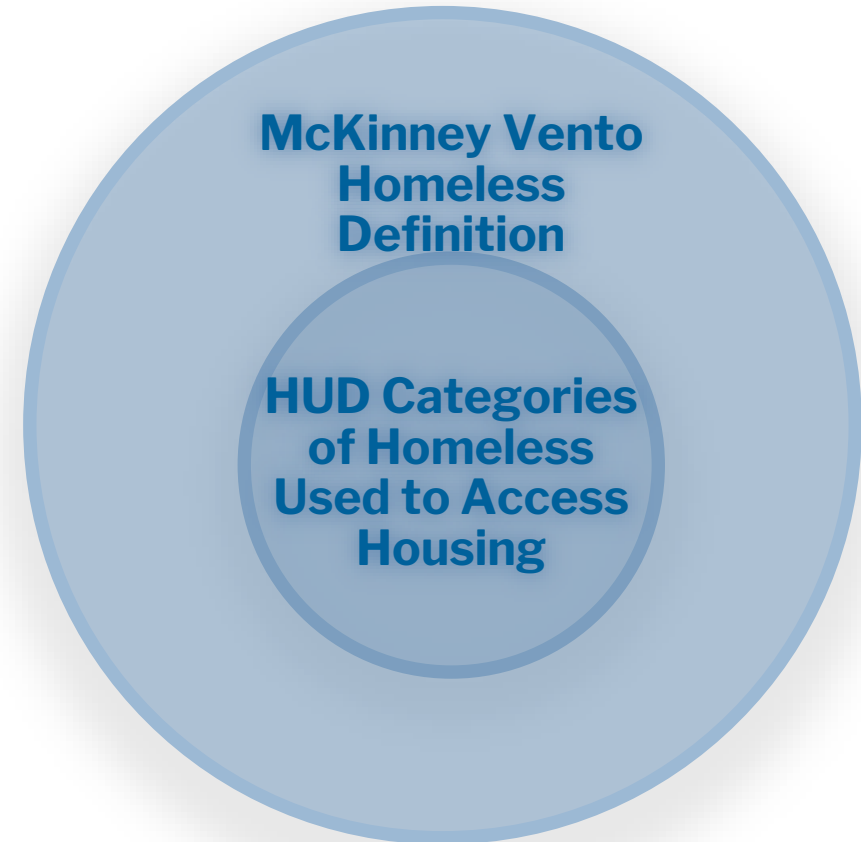 McKinney Vento
Homeless
Definition
HUD Categories
of Homeless
Used to Access
Housing